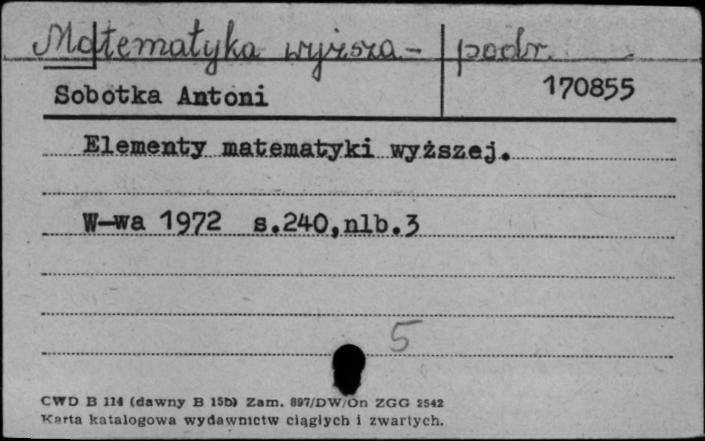 Matematyka wyższa - podr.
Sobotka Antoni
170855
Elementy matematyki wyższej.
W-wa 1972 s.240,nlb.3
5
CWD B 114 (dawny B 15b) Zam. 897/DW/On ZGG 2542
Karta katalogowa wydawnictw ciągłych i zwartych.